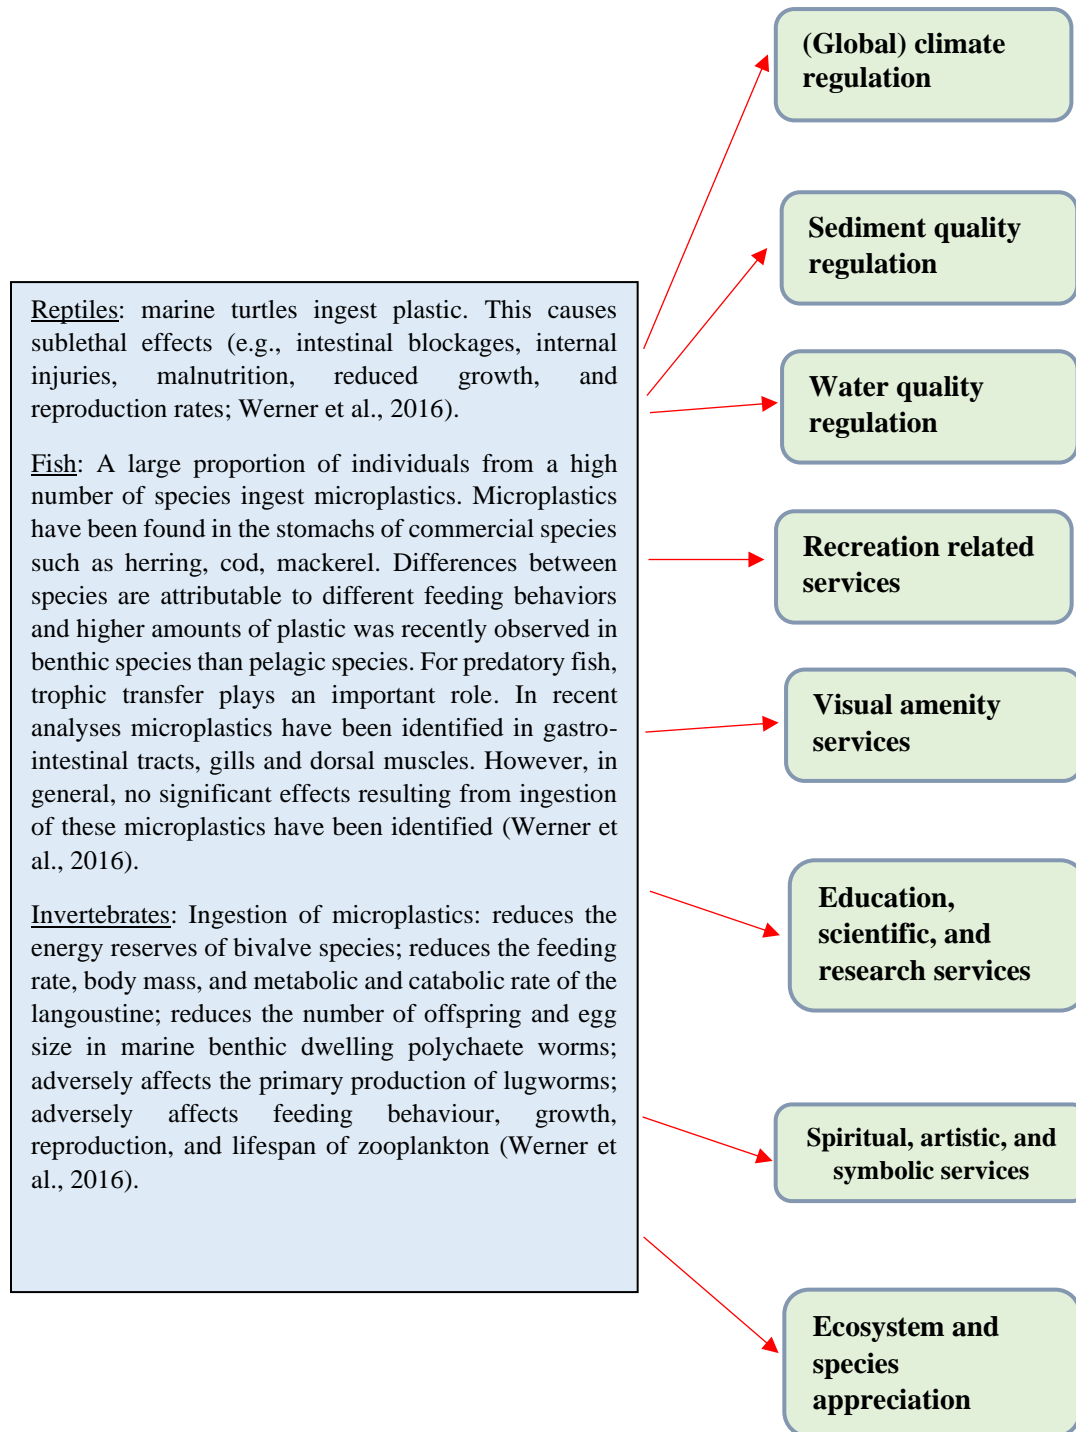 (Global) climate
regulation
Sediment quality
regulation
Reptiles: marine turtles ingest plastic. This causes
sublethal effects (e.g., intestinal blockages, internal
injuries, malnutrition, reduced growth, and
reproduction rates; Werner et al., 2016).
Fish: A large proportion of individuals from a high
number of species ingest microplastics. Microplastics
have been found in the stomachs of commercial species
such as herring, cod, mackerel. Differences between
species are attributable to different feeding behaviors
and higher amounts of plastic was recently observed in
benthic species than pelagic species. For predatory fish,
trophic transfer plays an important role. In recent
analyses microplastics have been identified in gastro-
intestinal tracts, gills and dorsal muscles. However, in
general, no significant effects resulting from ingestion
of these microplastics have been identified (Werner et
al., 2016).
Invertebrates: Ingestion of microplastics: reduces the
energy reserves of bivalve species; reduces the feeding
rate, body mass, and metabolic and catabolic rate of the
langoustine; reduces the number of offspring and egg
size in marine benthic dwelling polychaete worms;
adversely affects the primary production of lugworms;
adversely affects feeding behaviour, growth,
reproduction, and lifespan of zooplankton (Werner et
al., 2016).
Water quality
regulation
Recreation related
services
Visual amenity
services
Education,
scientific, and
research services
Spiritual, artistic, and
symbolic services
Ecosystem and
species
appreciation